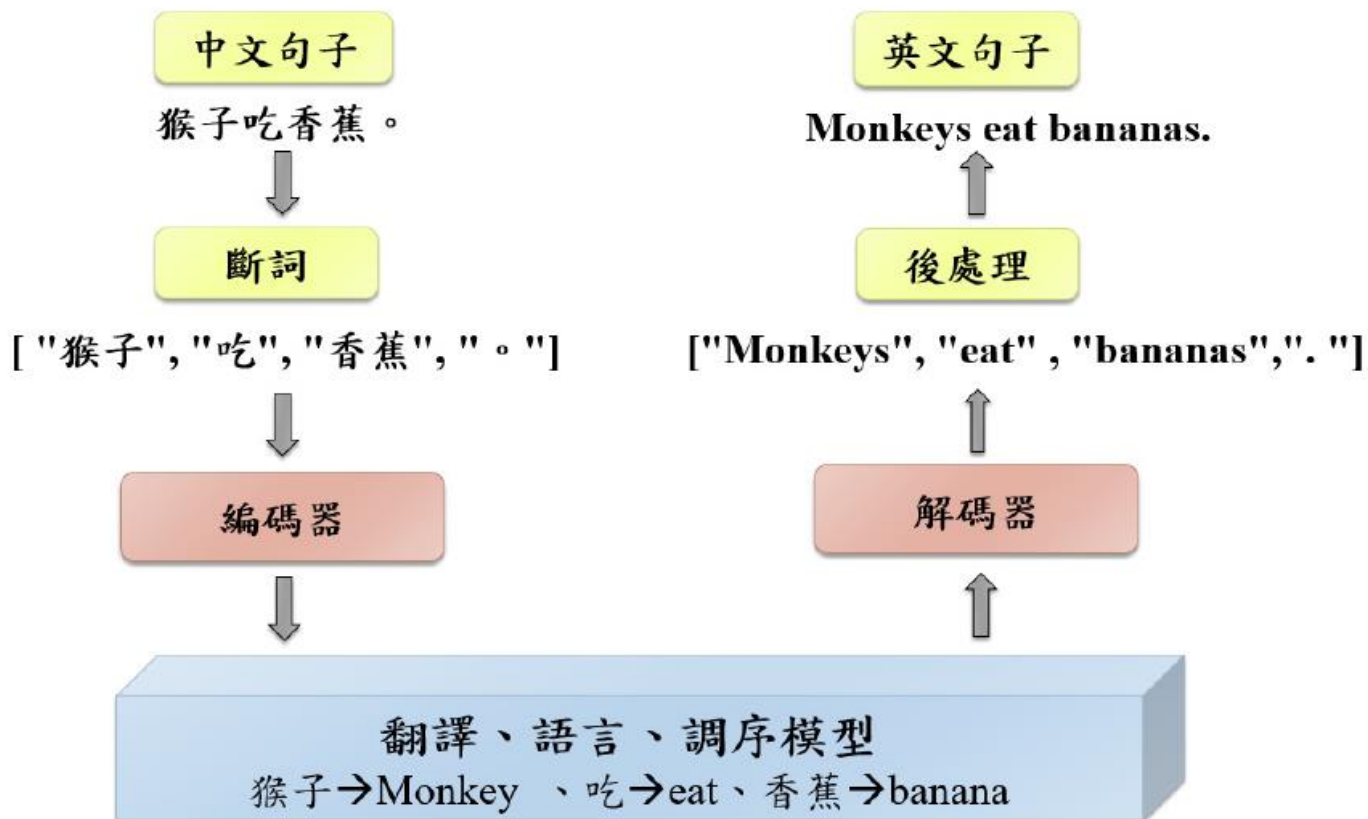 中文句子
猴子吃香蕉。
斷詞
[ "猴子", "吃", "香蕉", "。"]
編碼器
英文句子
Monkeys eat bananas.
後處理
["Monkeys", "eat" , "bananas",". "]
解碼器
翻譯、語言、調序模型
猴子→Monkey 、吃→eat、香蕉→banana